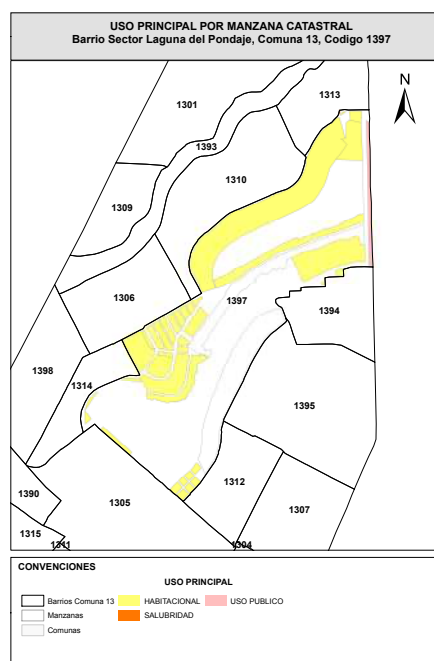 USO PRINCIPAL POR MANZANA CATASTRAL
Barrio Sector Laguna del Pondaje, Comuna 13, Codigo 1397
N
1313
1301
1393
1310
1309
1306
1397
1394
1398
1314
1395
1390
1305
1312
1307
1315
1311
1304
CONVENCIONES
USO PRINCIPAL
Barrios Comuna 13
HABITACIONAL
USO PUBLICO
Manzanas
SALUBRIDAD
Comunas